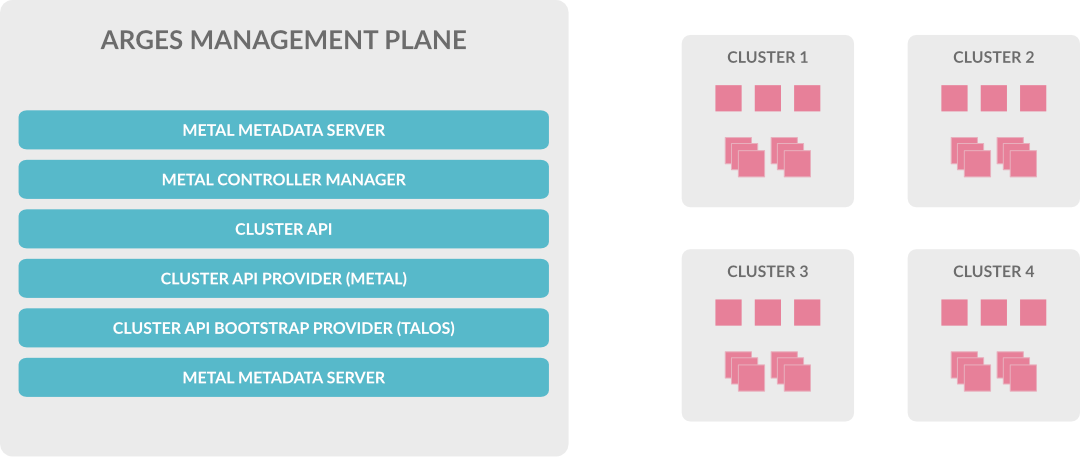 ARGES MANAGEMENT PLANE
METAL METADATA SERVER
METAL CONTROLLER MANAGER
CLUSTER API
CLUSTER API PROVIDER (METAL)
CLUSTER API BOOTSTRAP PROVIDER (TALOS)
METAL METADATA SERVER
CLUSTER 1
CLUSTER 2
CLUSTER 3
CLUSTER 4